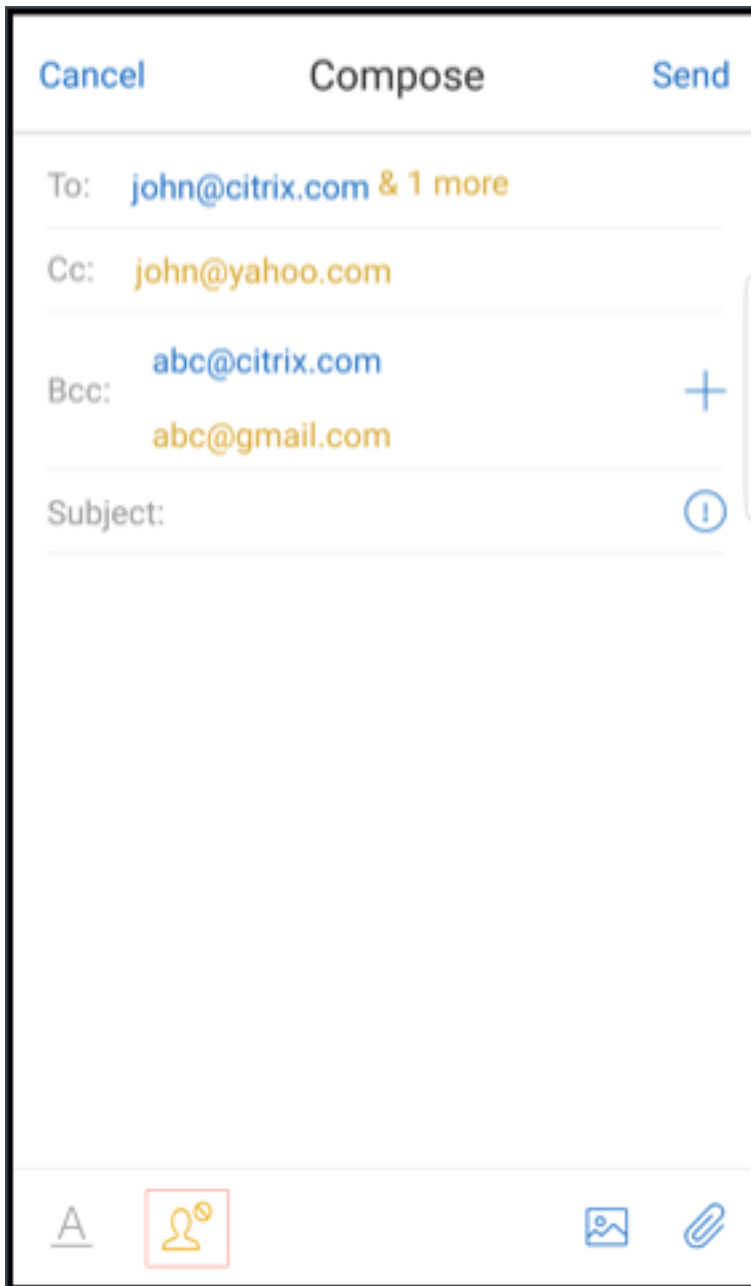 Cancel Compose Send
To: john@citrix.com & 1 more
Cc: john@yahoo.com
Bcc: abc@citrix.com
abc@gmail.com
Subject:
A